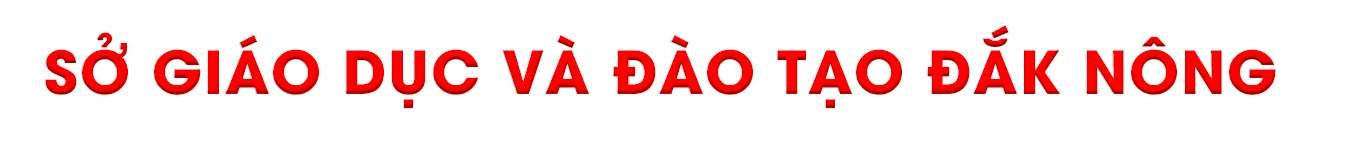 SỞ GIÁO DỤC VÀ ĐÀO TẠO ĐẮK NÔNG